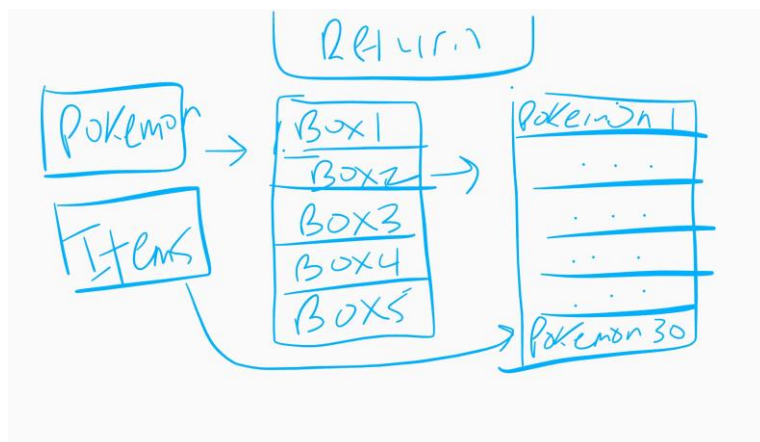 Return
Pokemon
Items
Box1
Box2
Box3
Box4
Box5
Pokemon 1
. . .
. . .
. . .
. . .
Pokemon 30